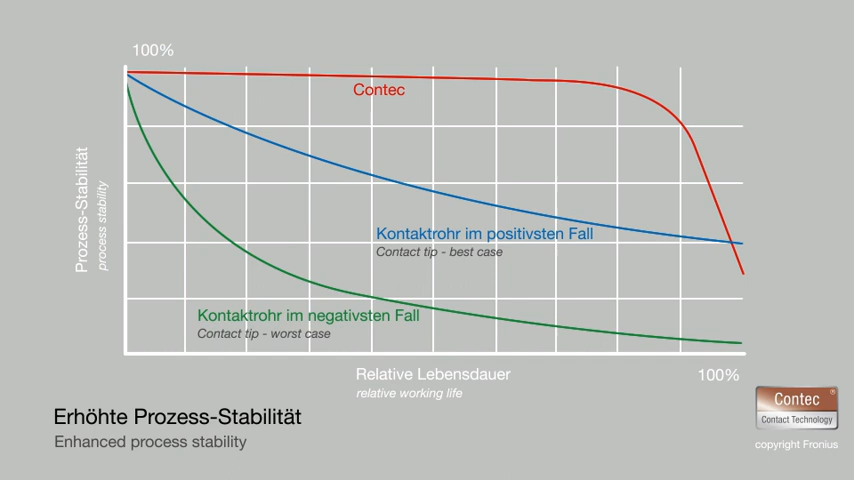 100%
Contec
Prozess-Stabilität
process stability
Kontaktrohr im positivsten Fall
Contact tip - best case
Kontaktrohr im negativsten Fall
Contact tip - worst case
Relative Lebensdauer
100%
relative working life
Erhöhte Prozess-Stabilität
Enhanced process stability
Contec®
Contact Technology
copyright Fronius